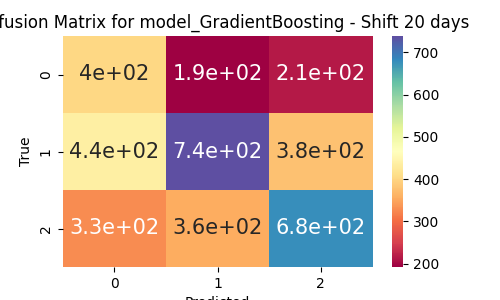 fusion Matrix for model_GradientBoosting - Shift 20 days
0 4e+02 1.9e+02 2.1e+02
1 4.4e+02 7.4e+02 3.8e+02
2 3.3e+02 3.6e+02 6.8e+02
0 1 2
True
Predicted
700
600
500
400
300
200